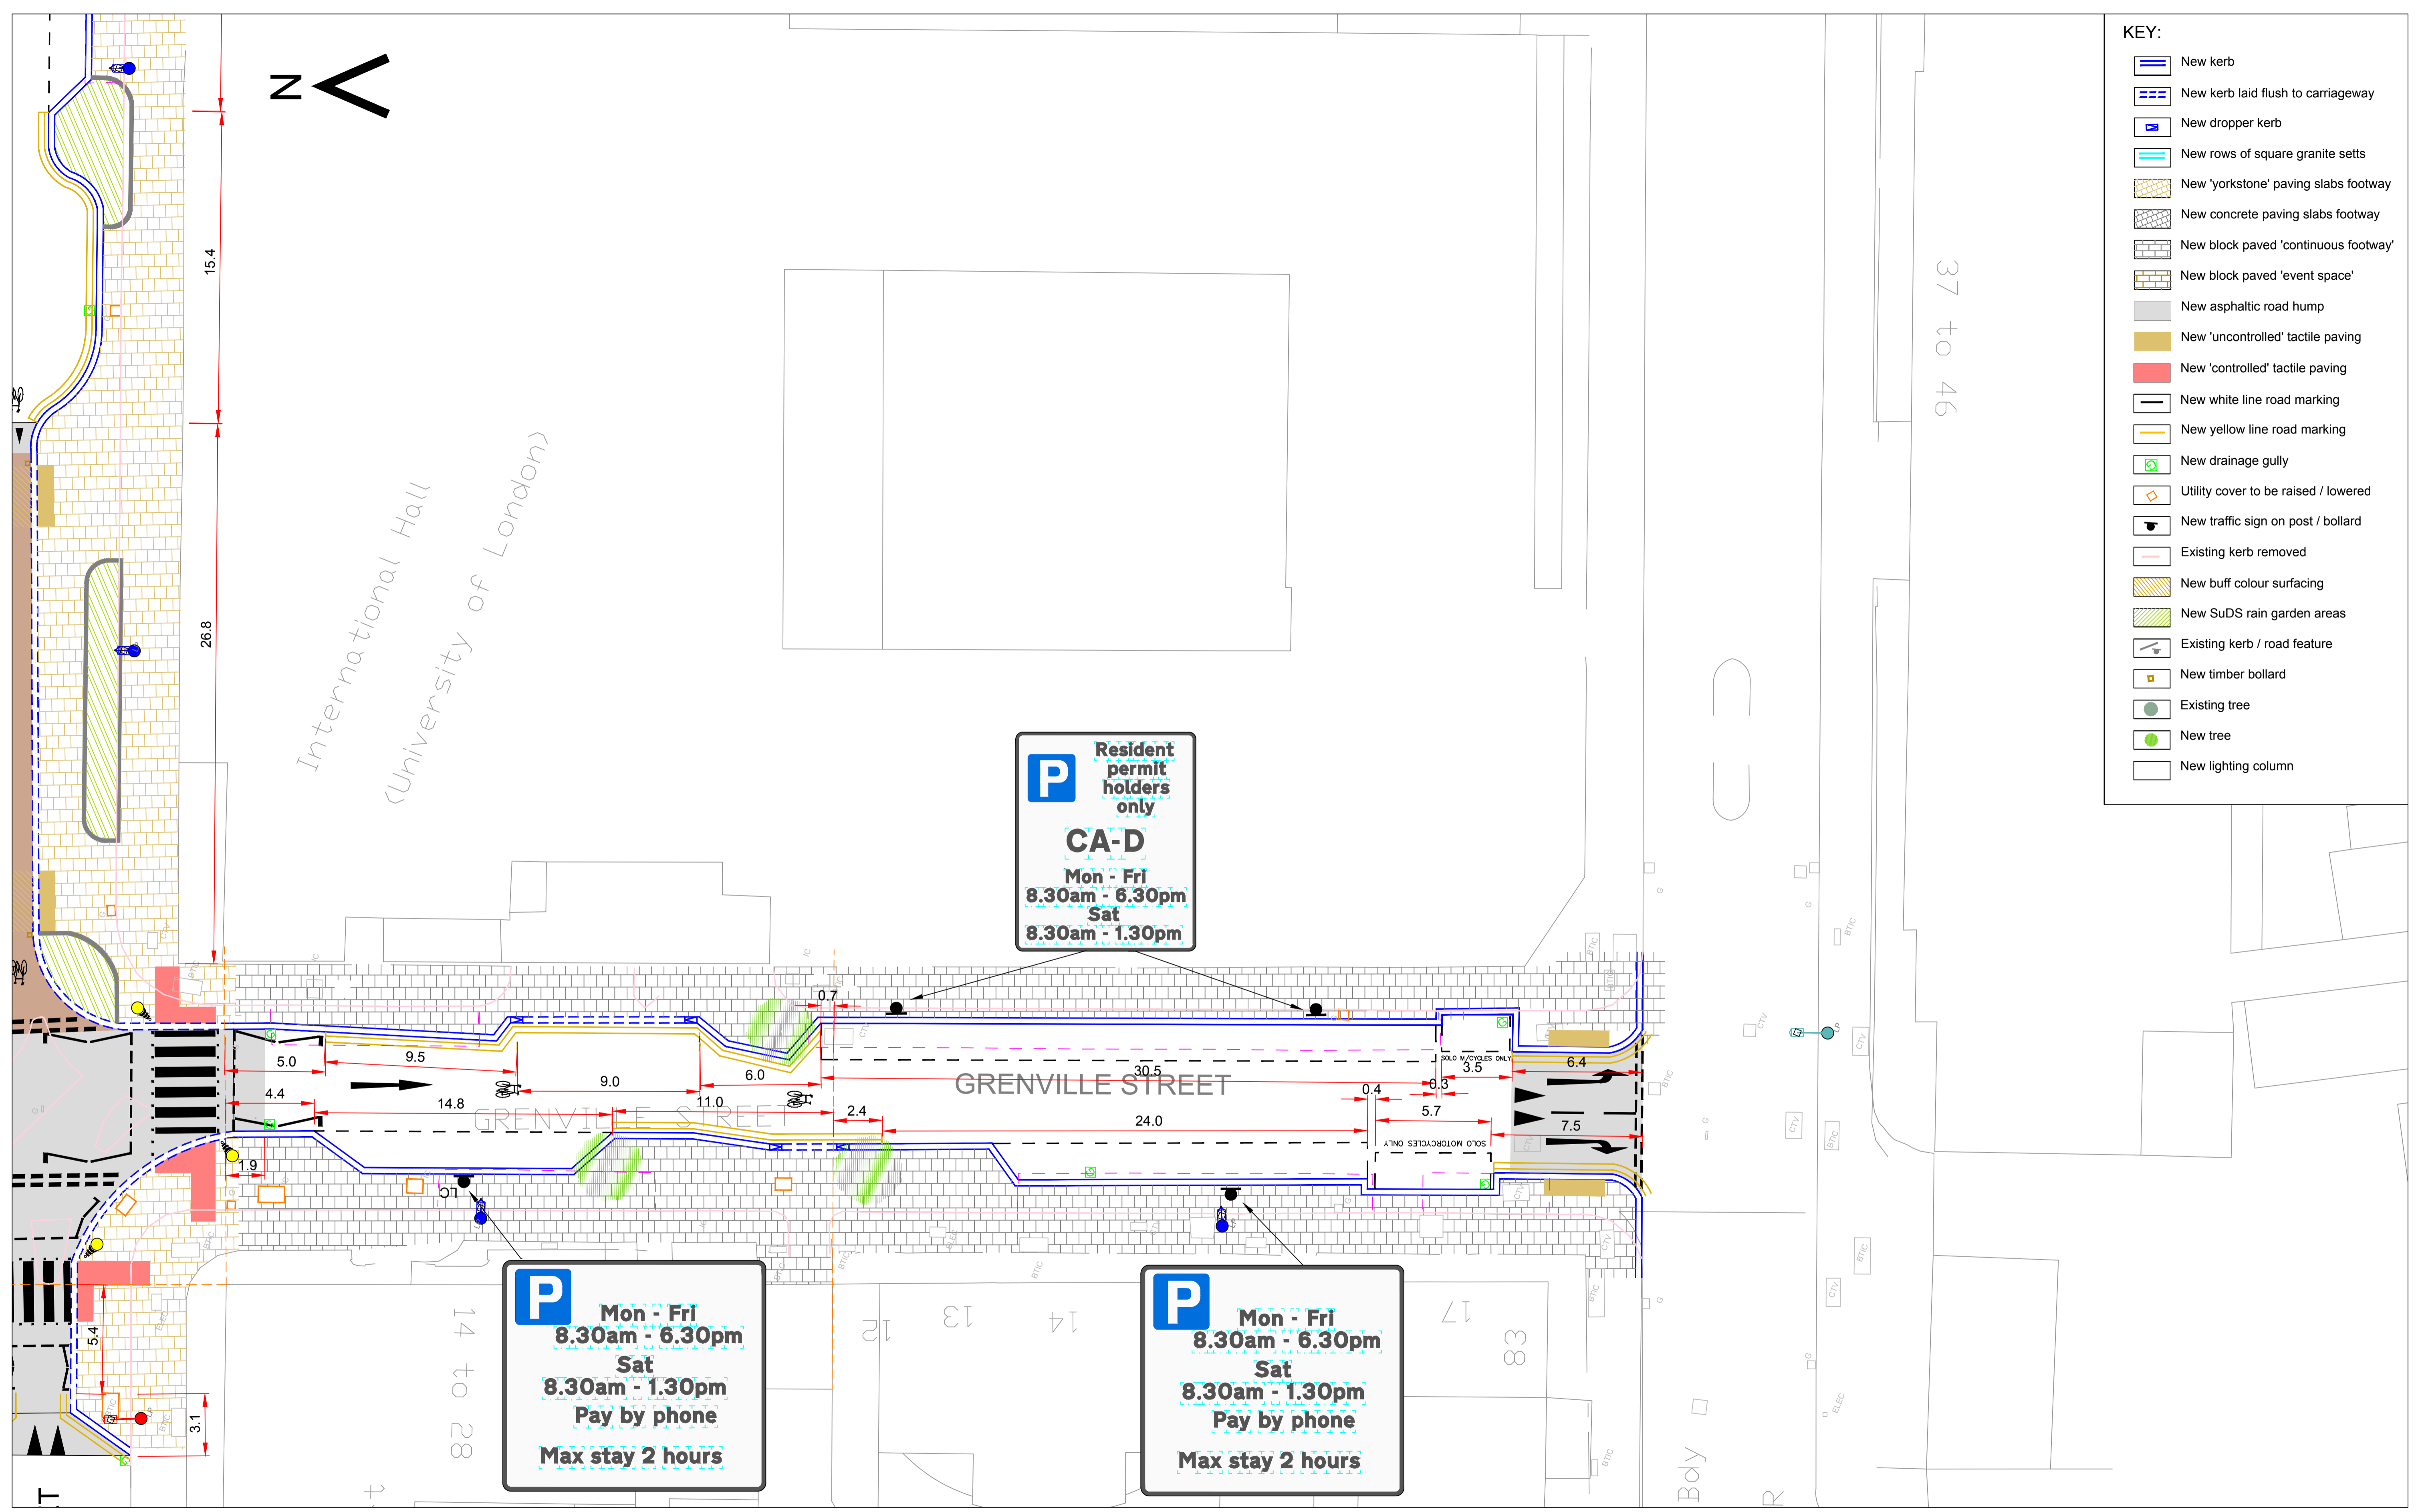 KEY:
New kerb
New kerb laid flush to carriageway
New dropper kerb
New rows of square granite setts
New 'yorkstone' paving slabs footway
New concrete paving slabs footway
New block paved 'continuous footway'
New block paved 'event space'
New asphaltic road hump
New 'uncontrolled' tactile paving
New 'controlled' tactile paving
New white line road marking
New yellow line road marking
New drainage gully
Utility cover to be raised / lowered
New traffic sign on post / bollard
Existing kerb removed
New buff colour surfacing
New SuDS rain garden areas
Existing kerb / road feature
New timber bollard
Existing tree
New tree
New lighting column
N
15.4
26.8
International Hall
(University of London)
37 to 46
P
Resident
permit
holders
only
CA-D
Mon - Fri
8.30am - 6.30pm
Sat
8.30am - 1.30pm
0.7
5.0
9.5
9.0
6.0
30.5
0.3
3.5
6.4
SOLO M/CYCLES ONLY
GRENVILLE STREET
4.4
14.8
11.0
2.4
24.0
0.4
5.7
7.5
GRENVILLE STREET
SOLO MOTORCYCLES ONLY
1.9
LC
5.4
3.1
P
Mon - Fri
8.30am - 6.30pm
Sat
8.30am - 1.30pm
Pay by phone
Max stay 2 hours
P
Mon - Fri
8.30am - 6.30pm
Sat
8.30am - 1.30pm
Pay by phone
Max stay 2 hours
14 to 28
12
13
14
17
83
BTIC
CTV
ELEC
LP
IC
G
Bdy
R
T
t